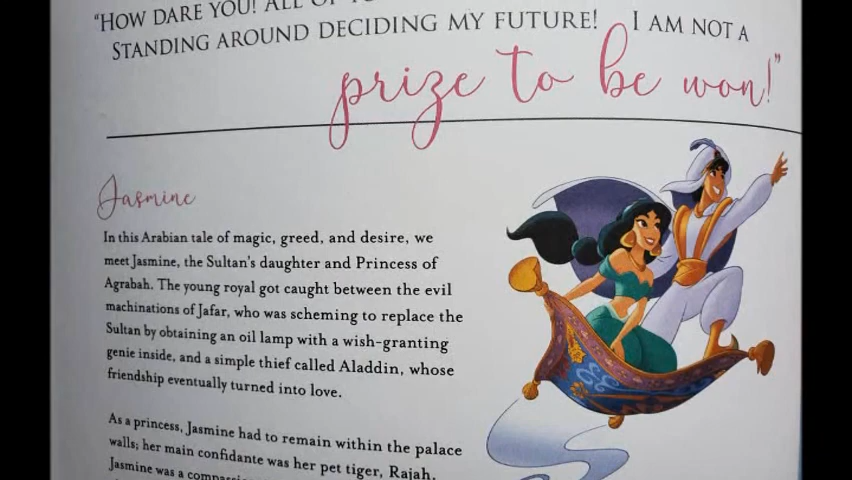 "HOW DARE YOU! ALL OF
STANDING AROUND DECIDING MY FUTURE! I AM NOT A
prize to be won!"
Jasmine
In this Arabian tale of magic, greed, and desire, we
meet Jasmine, the Sultan's daughter and Princess of
Agrabah. The young royal got caught between the evil
machinations of Jafar, who was scheming to replace the
Sultan by obtaining an oil lamp with a wish-granting
genie inside, and a simple thief called Aladdin, whose
friendship eventually turned into love.
As a princess, Jasmine had to remain within the palace
walls; her main confidante was her pet tiger, Rajah.
Jasmine was a